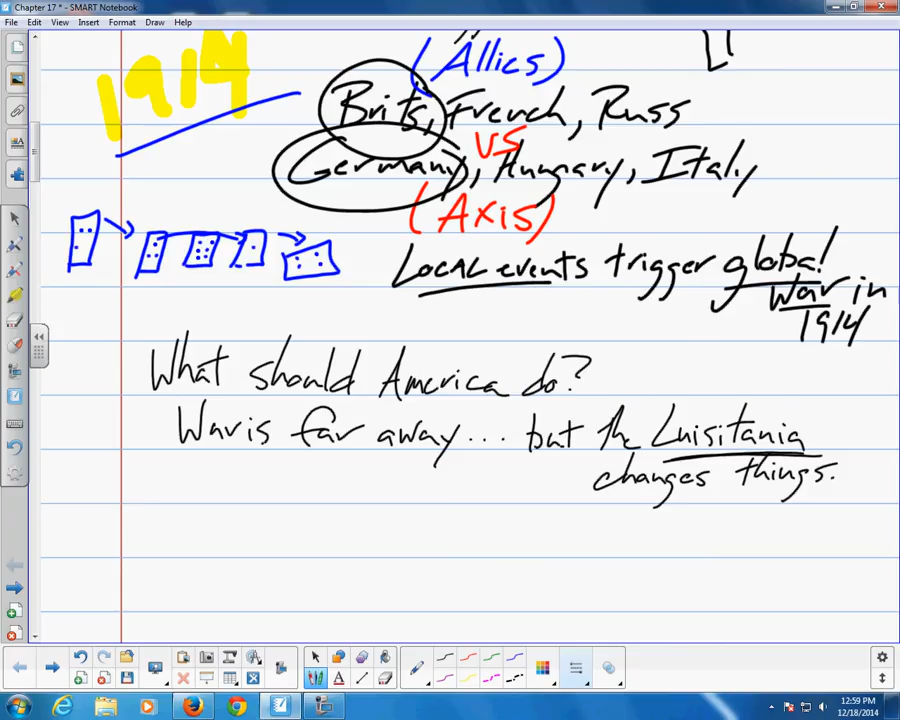 Chapter 17 * - SMART Notebook
File Edit View Insert Format Draw Help
1914
(Allies)
Brits, French, Russ
vs
Germany, Hungary, Italy
(Axis)
Local events trigger global
War in
1914
What should America do?
War is far away... but the Luisitania
changes things.
12:59 PM
12/18/2014